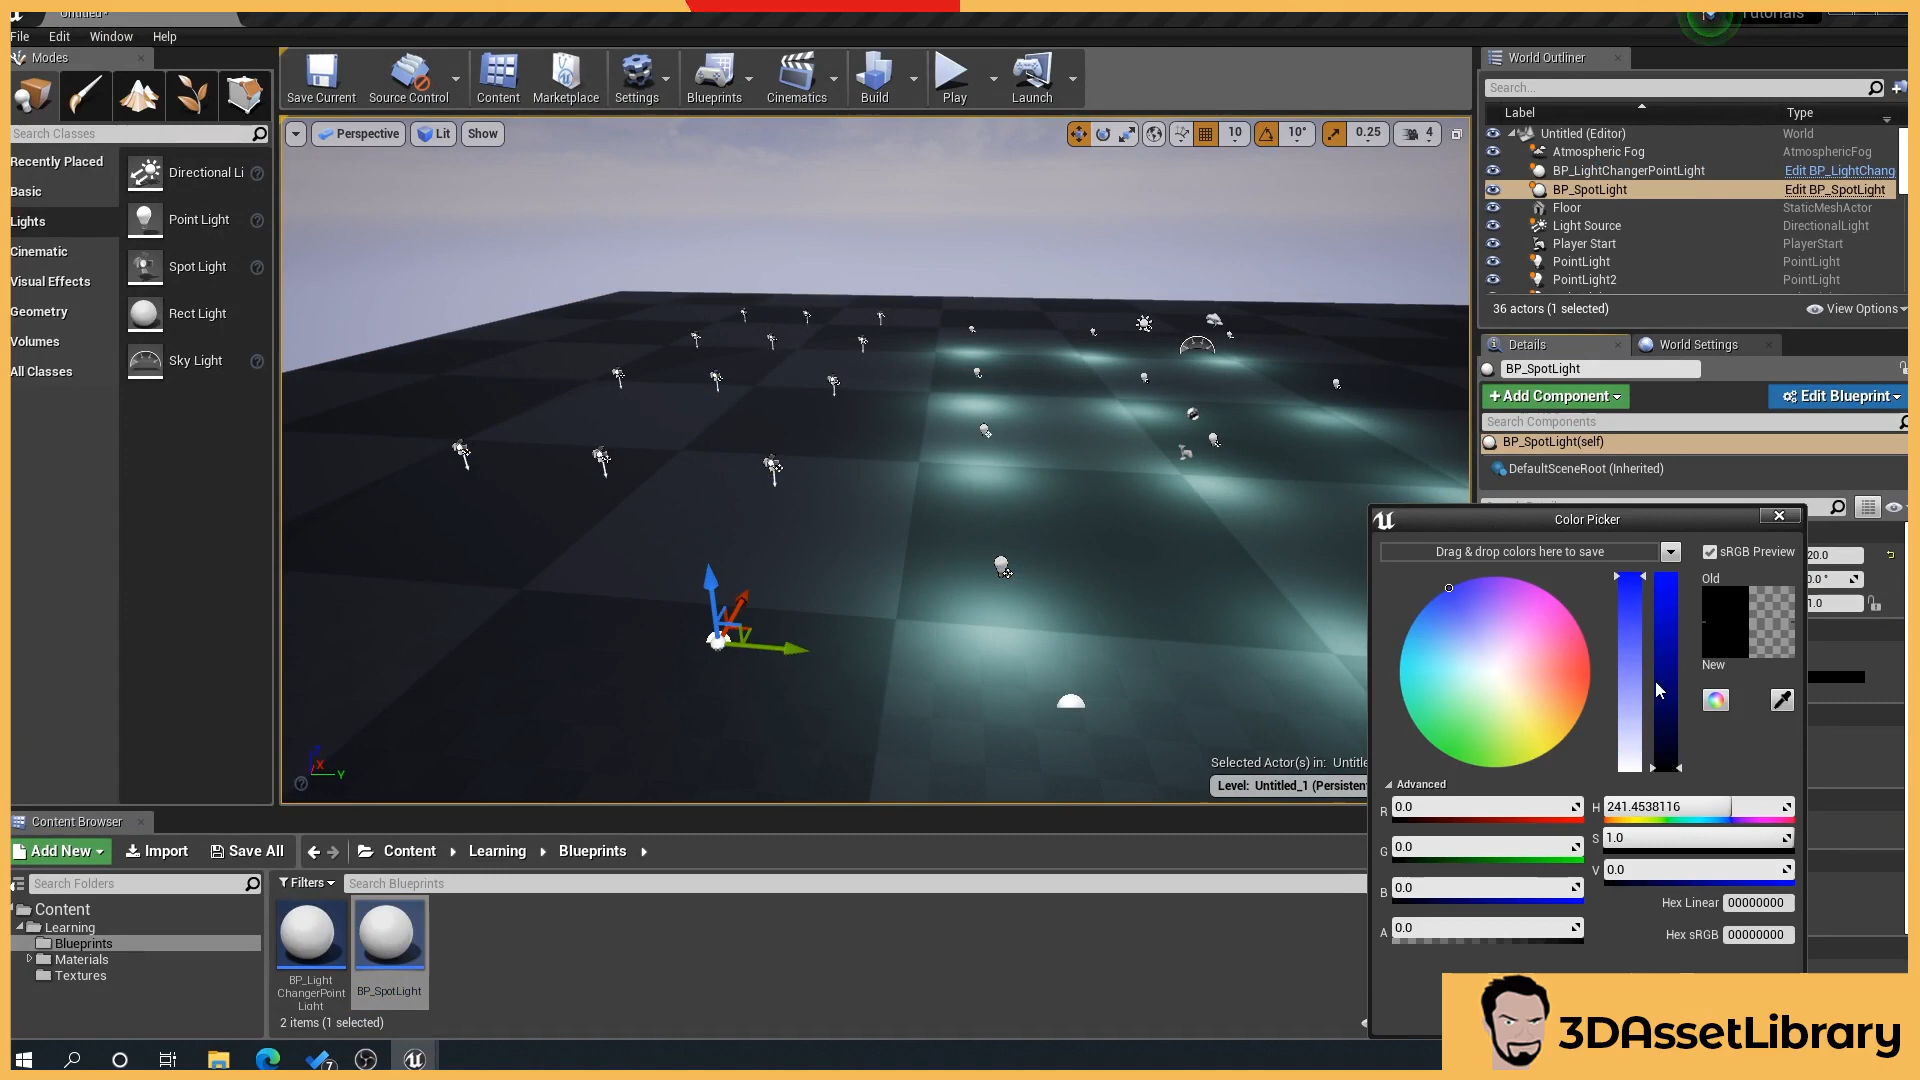 Untitled*
Tutorials
File Edit Window Help
Modes
Search Classes
Recently Placed
Basic
Lights
Cinematic
Visual Effects
Geometry
Volumes
All Classes
Directional Li
Point Light
Spot Light
Rect Light
Sky Light
Save Current Source Control Content Marketplace Settings Blueprints Cinematics Build Play Launch
Perspective Lit Show
10 10° 0.25 4
Selected Actor(s) in: Untitle
Level: Untitled_1 (Persisten
World Outliner
Search...
Label Type
Untitled (Editor) World
Atmospheric Fog AtmosphericFog
BP_LightChangerPointLight Edit BP_LightChang
BP_SpotLight Edit BP_SpotLight
Floor StaticMeshActor
Light Source DirectionalLight
Player Start PlayerStart
PointLight PointLight
PointLight2 PointLight
36 actors (1 selected) View Options
Details World Settings
BP_SpotLight
+Add Component Edit Blueprint
Search Components
BP_SpotLight(self)
DefaultSceneRoot (Inherited)
20.0
0.0 °
1.0
Color Picker
Drag & drop colors here to save
sRGB Preview
Old
New
Advanced
R 0.0 H 241.4538116
G 0.0 S 1.0
B 0.0 V 0.0
A 0.0
Hex Linear 00000000
Hex sRGB 00000000
Content Browser
Add New Import Save All Content Learning Blueprints
Search Folders
Filters Search Blueprints
Content
Learning
Blueprints
Materials
Textures
BP_Light
ChangerPoint
Light
BP_SpotLight
2 items (1 selected)
X Y
7
3DAssetLibrary